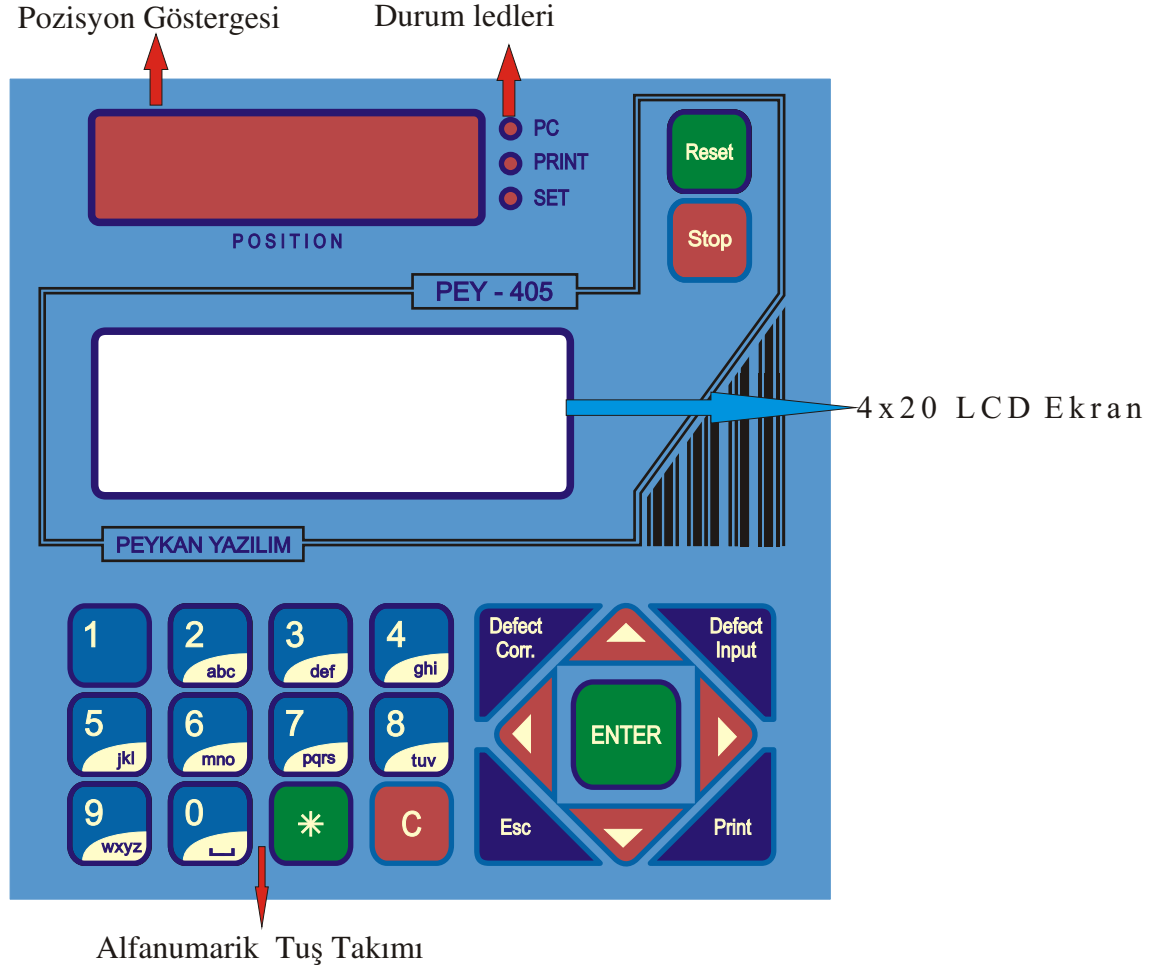 Pozisyon Göstergesi
Durum ledleri
PC
PRINT
SET
POSITION
Reset
Stop
PEY - 405
4x20 LCD Ekran
PEYKAN YAZILIM
1
2 abc
3 def
4 ghi
5 jkl
6 mno
7 pqrs
8 tuv
9 wxyz
0
*
C
Defect
Corr.
Defect
Input
ENTER
Esc
Print
Alfanumarik Tuş Takımı